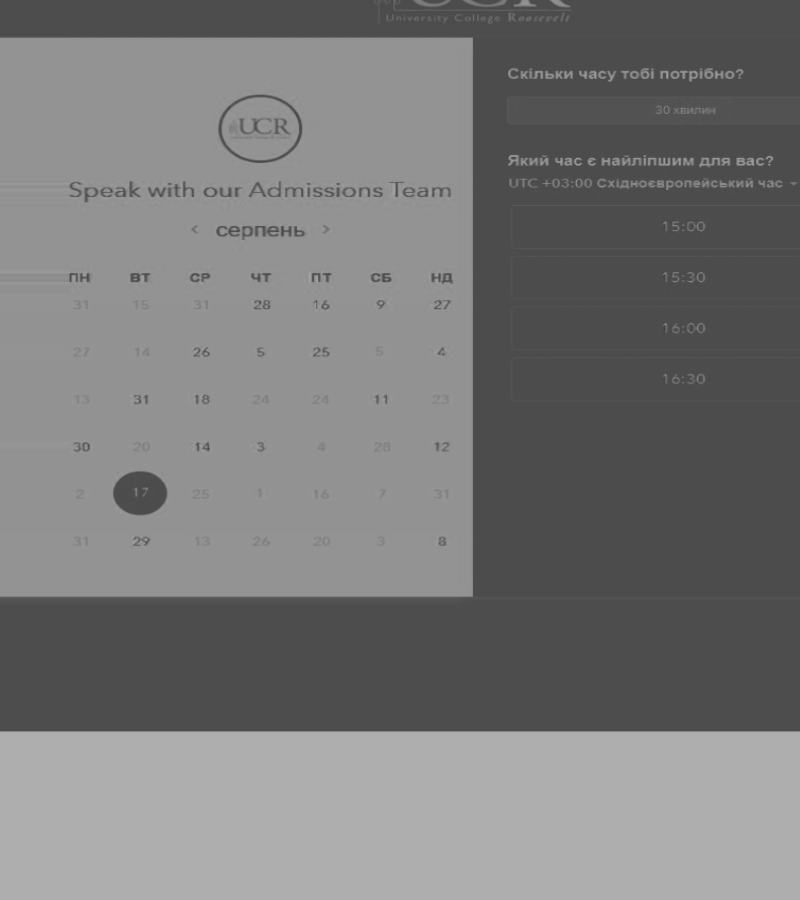 UCR
University College Roosevelt
UCR
Speak with our Admissions Team
< серпень >
ПН ВТ СР ЧТ ПТ СБ НД
31 15 31 28 16 9 27
27 14 26 5 25 5 4
13 31 18 24 24 11 23
30 20 14 3 4 28 12
2 17 25 1 16 7 31
31 29 13 26 20 3 8
Скільки часу тобі потрібно?
30 хвилин
Який час є найліпшим для вас?
UTC +03:00 Східноєвропейський час
15:00
15:30
16:00
16:30